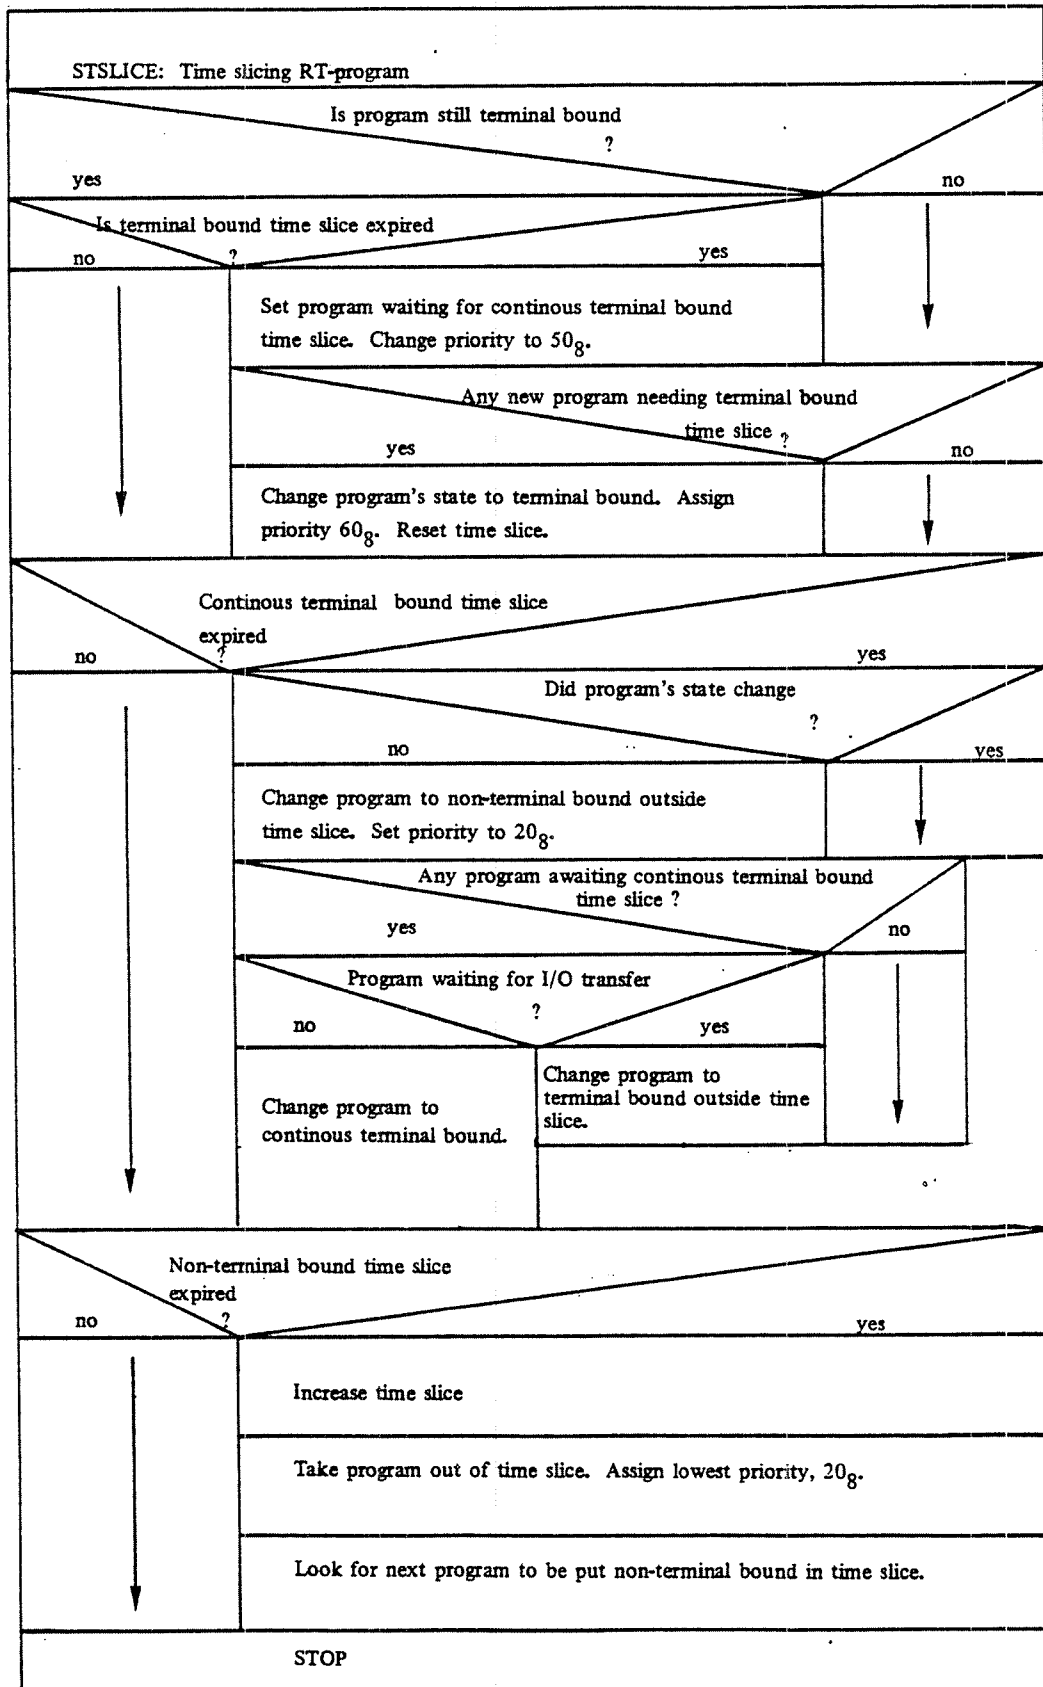 STSLICE: Time slicing RT-program
Is program still terminal bound
?
yes
no
Is terminal bound time slice expired
?
no
yes
Set program waiting for continous terminal bound
time slice. Change priority to 50₈.
Any new program needing terminal bound
time slice ?
yes
no
Change program's state to terminal bound. Assign
priority 60₈. Reset time slice.
Continous terminal bound time slice
expired
?
no
yes
Did program's state change
?
no
yes
Change program to non-terminal bound outside
time slice. Set priority to 20₈.
Any program awaiting continous terminal bound
time slice ?
yes
no
Program waiting for I/O transfer
?
no
yes
Change program to
continous terminal bound.
Change program to
terminal bound outside time
slice.
Non-terminal bound time slice
expired
?
no
yes
Increase time slice
Take program out of time slice. Assign lowest priority, 20₈.
Look for next program to be put non-terminal bound in time slice.
STOP